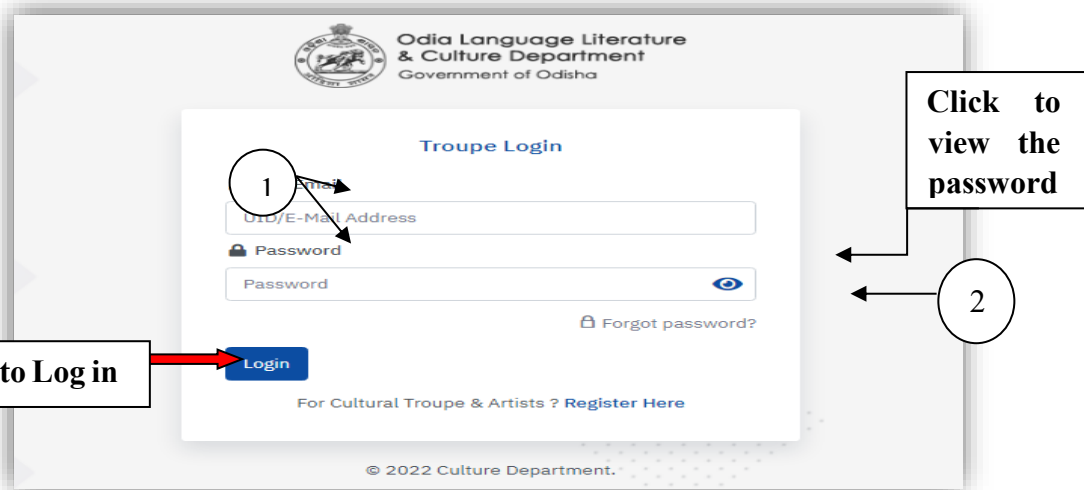 Odia Language Literature
& Culture Department
Government of Odisha
Click to
view the
password
Troupe Login
1
Email
UID/E-Mail Address
Password
Password
2
Forgot password?
to Log in
Login
For Cultural Troupe & Artists ? Register Here
© 2022 Culture Department.